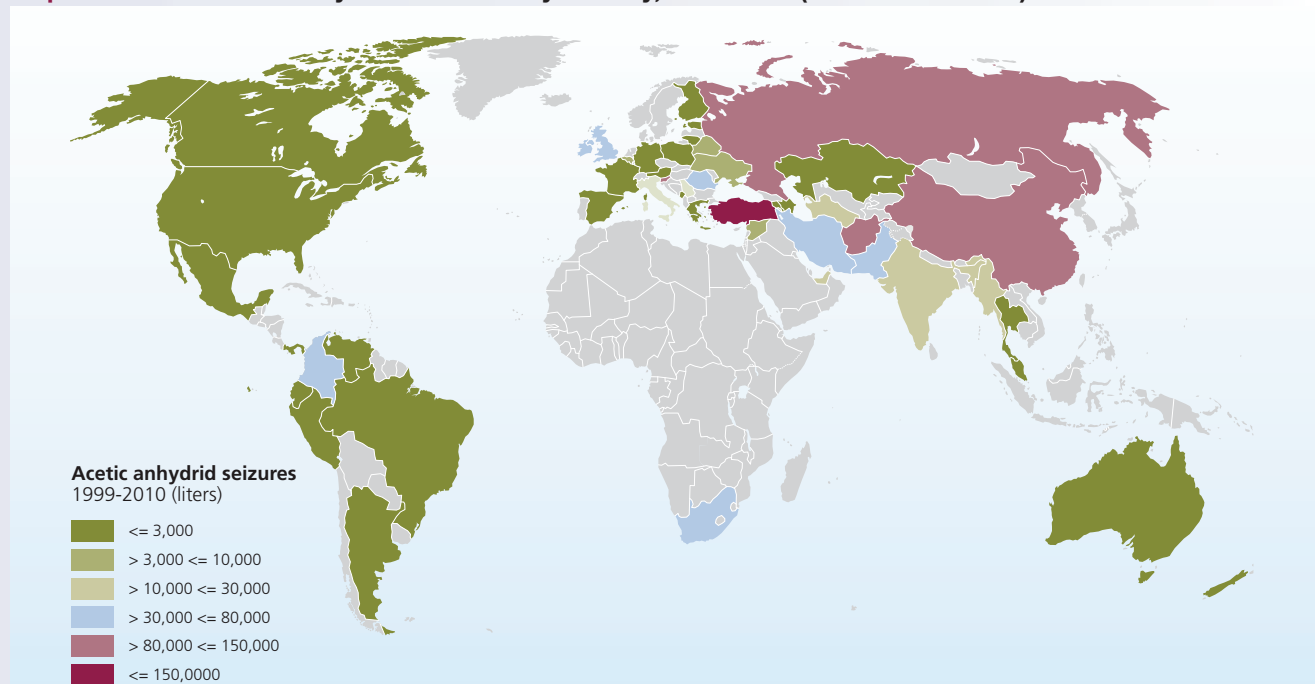 Acetic anhydrid seizures
1999-2010 (liters)
<= 3,000
> 3,000 <= 10,000
> 10,000 <= 30,000
> 30,000 <= 80,000
> 80,000 <= 150,000
<= 150,0000